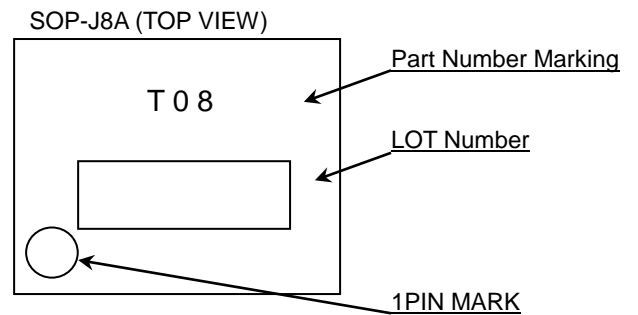 SOP-J8A (TOP VIEW)
Part Number Marking
T 0 8
LOT Number
1PIN MARK